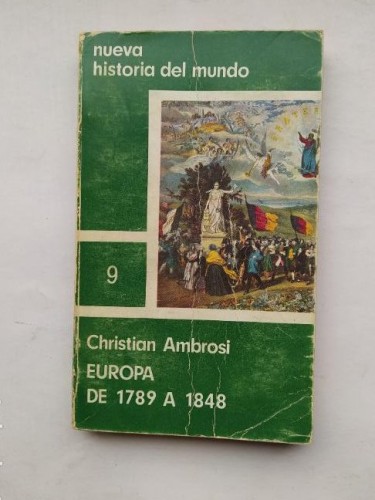 nueva
historia del mundo
9
Christian Ambrosi
EUROPA
DE 1789 A 1848